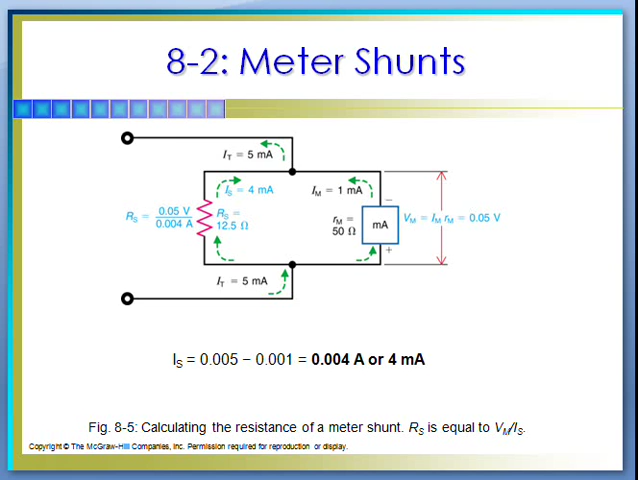 8-2: Meter Shunts
I_T = 5 mA
I_S = 4 mA
I_M = 1 mA
−
R_S = 0.05 V / 0.004 A
R_S =
12.5 Ω
r_M =
50 Ω
mA
V_M = I_M r_M = 0.05 V
+
I_T = 5 mA
I_S = 0.005 − 0.001 = 0.004 A or 4 mA
Fig. 8-5: Calculating the resistance of a meter shunt. R_S is equal to V_M/I_S.
Copyright © The McGraw-Hill Companies, Inc. Permission required for reproduction or display.